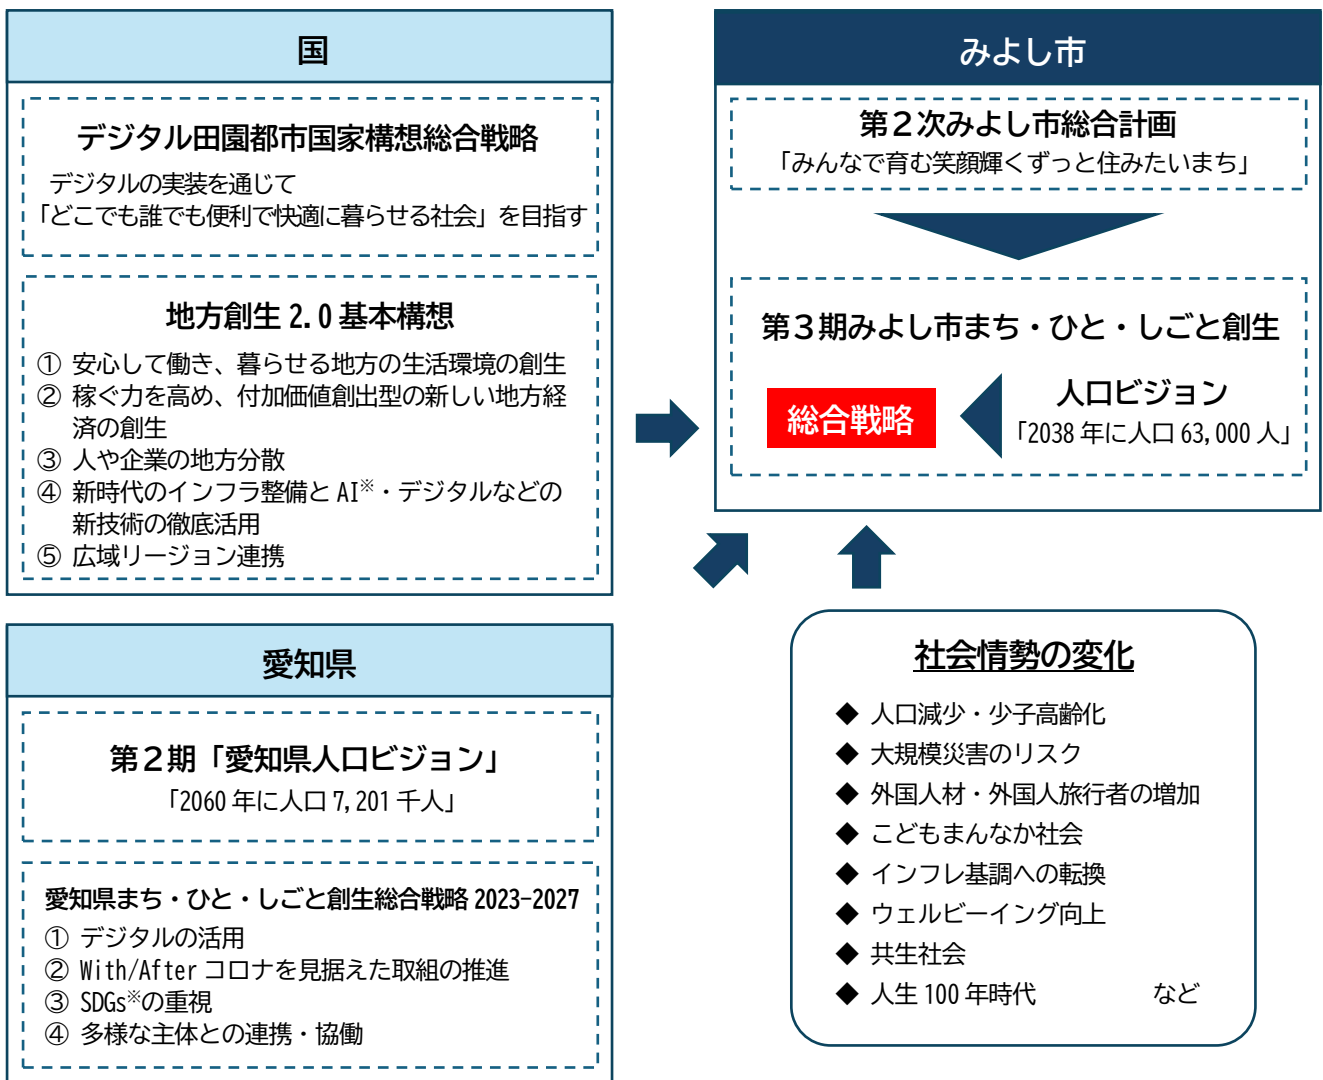 国
デジタル田園都市国家構想総合戦略
デジタルの実装を通じて
「どこでも誰でも便利で快適に暮らせる社会」を目指す
地方創生 2.0 基本構想
① 安心して働き、暮らせる地方の生活環境の創生
② 稼ぐ力を高め、付加価値創出型の新しい地方経
済の創生
③ 人や企業の地方分散
④ 新時代のインフラ整備と AI※・デジタルなどの
新技術の徹底活用
⑤ 広域リージョン連携
愛知県
第２期「愛知県人口ビジョン」
「2060 年に人口 7,201 千人」
愛知県まち・ひと・しごと創生総合戦略 2023-2027
① デジタルの活用
② With/After コロナを見据えた取組の推進
③ SDGs※の重視
④ 多様な主体との連携・協働
みよし市
第２次みよし市総合計画
「みんなで育む笑顔輝くずっと住みたいまち」
第３期みよし市まち・ひと・しごと創生
総合戦略
人口ビジョン
「2038 年に人口 63,000 人」
社会情勢の変化
◆ 人口減少・少子高齢化
◆ 大規模災害のリスク
◆ 外国人材・外国人旅行者の増加
◆ こどもまんなか社会
◆ インフレ基調への転換
◆ ウェルビーイング向上
◆ 共生社会
◆ 人生 100 年時代 など